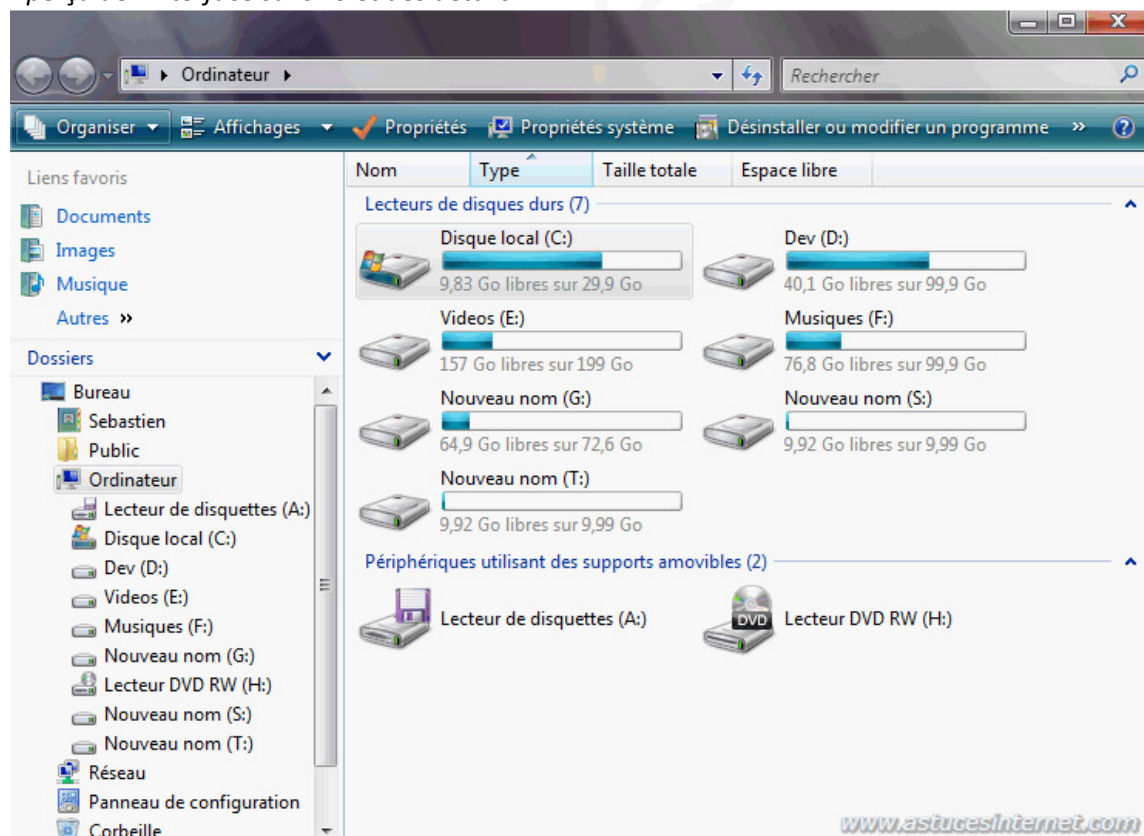 Ordinateur
Rechercher
Organiser Affichages Propriétés Propriétés système Désinstaller ou modifier un programme »
Liens favoris
Documents
Images
Musique
Autres »
Dossiers
Bureau
Sebastien
Public
Ordinateur
Lecteur de disquettes (A:)
Disque local (C:)
Dev (D:)
Videos (E:)
Musiques (F:)
Nouveau nom (G:)
Lecteur DVD RW (H:)
Nouveau nom (S:)
Nouveau nom (T:)
Réseau
Panneau de configuration
Corbeille
Nom Type Taille totale Espace libre
Lecteurs de disques durs (7)
Disque local (C:)
9,83 Go libres sur 29,9 Go
Dev (D:)
40,1 Go libres sur 99,9 Go
Videos (E:)
157 Go libres sur 199 Go
Musiques (F:)
76,8 Go libres sur 99,9 Go
Nouveau nom (G:)
64,9 Go libres sur 72,6 Go
Nouveau nom (S:)
9,92 Go libres sur 9,99 Go
Nouveau nom (T:)
9,92 Go libres sur 9,99 Go
Périphériques utilisant des supports amovibles (2)
Lecteur de disquettes (A:)
DVD
Lecteur DVD RW (H:)
www.astucesinternet.com